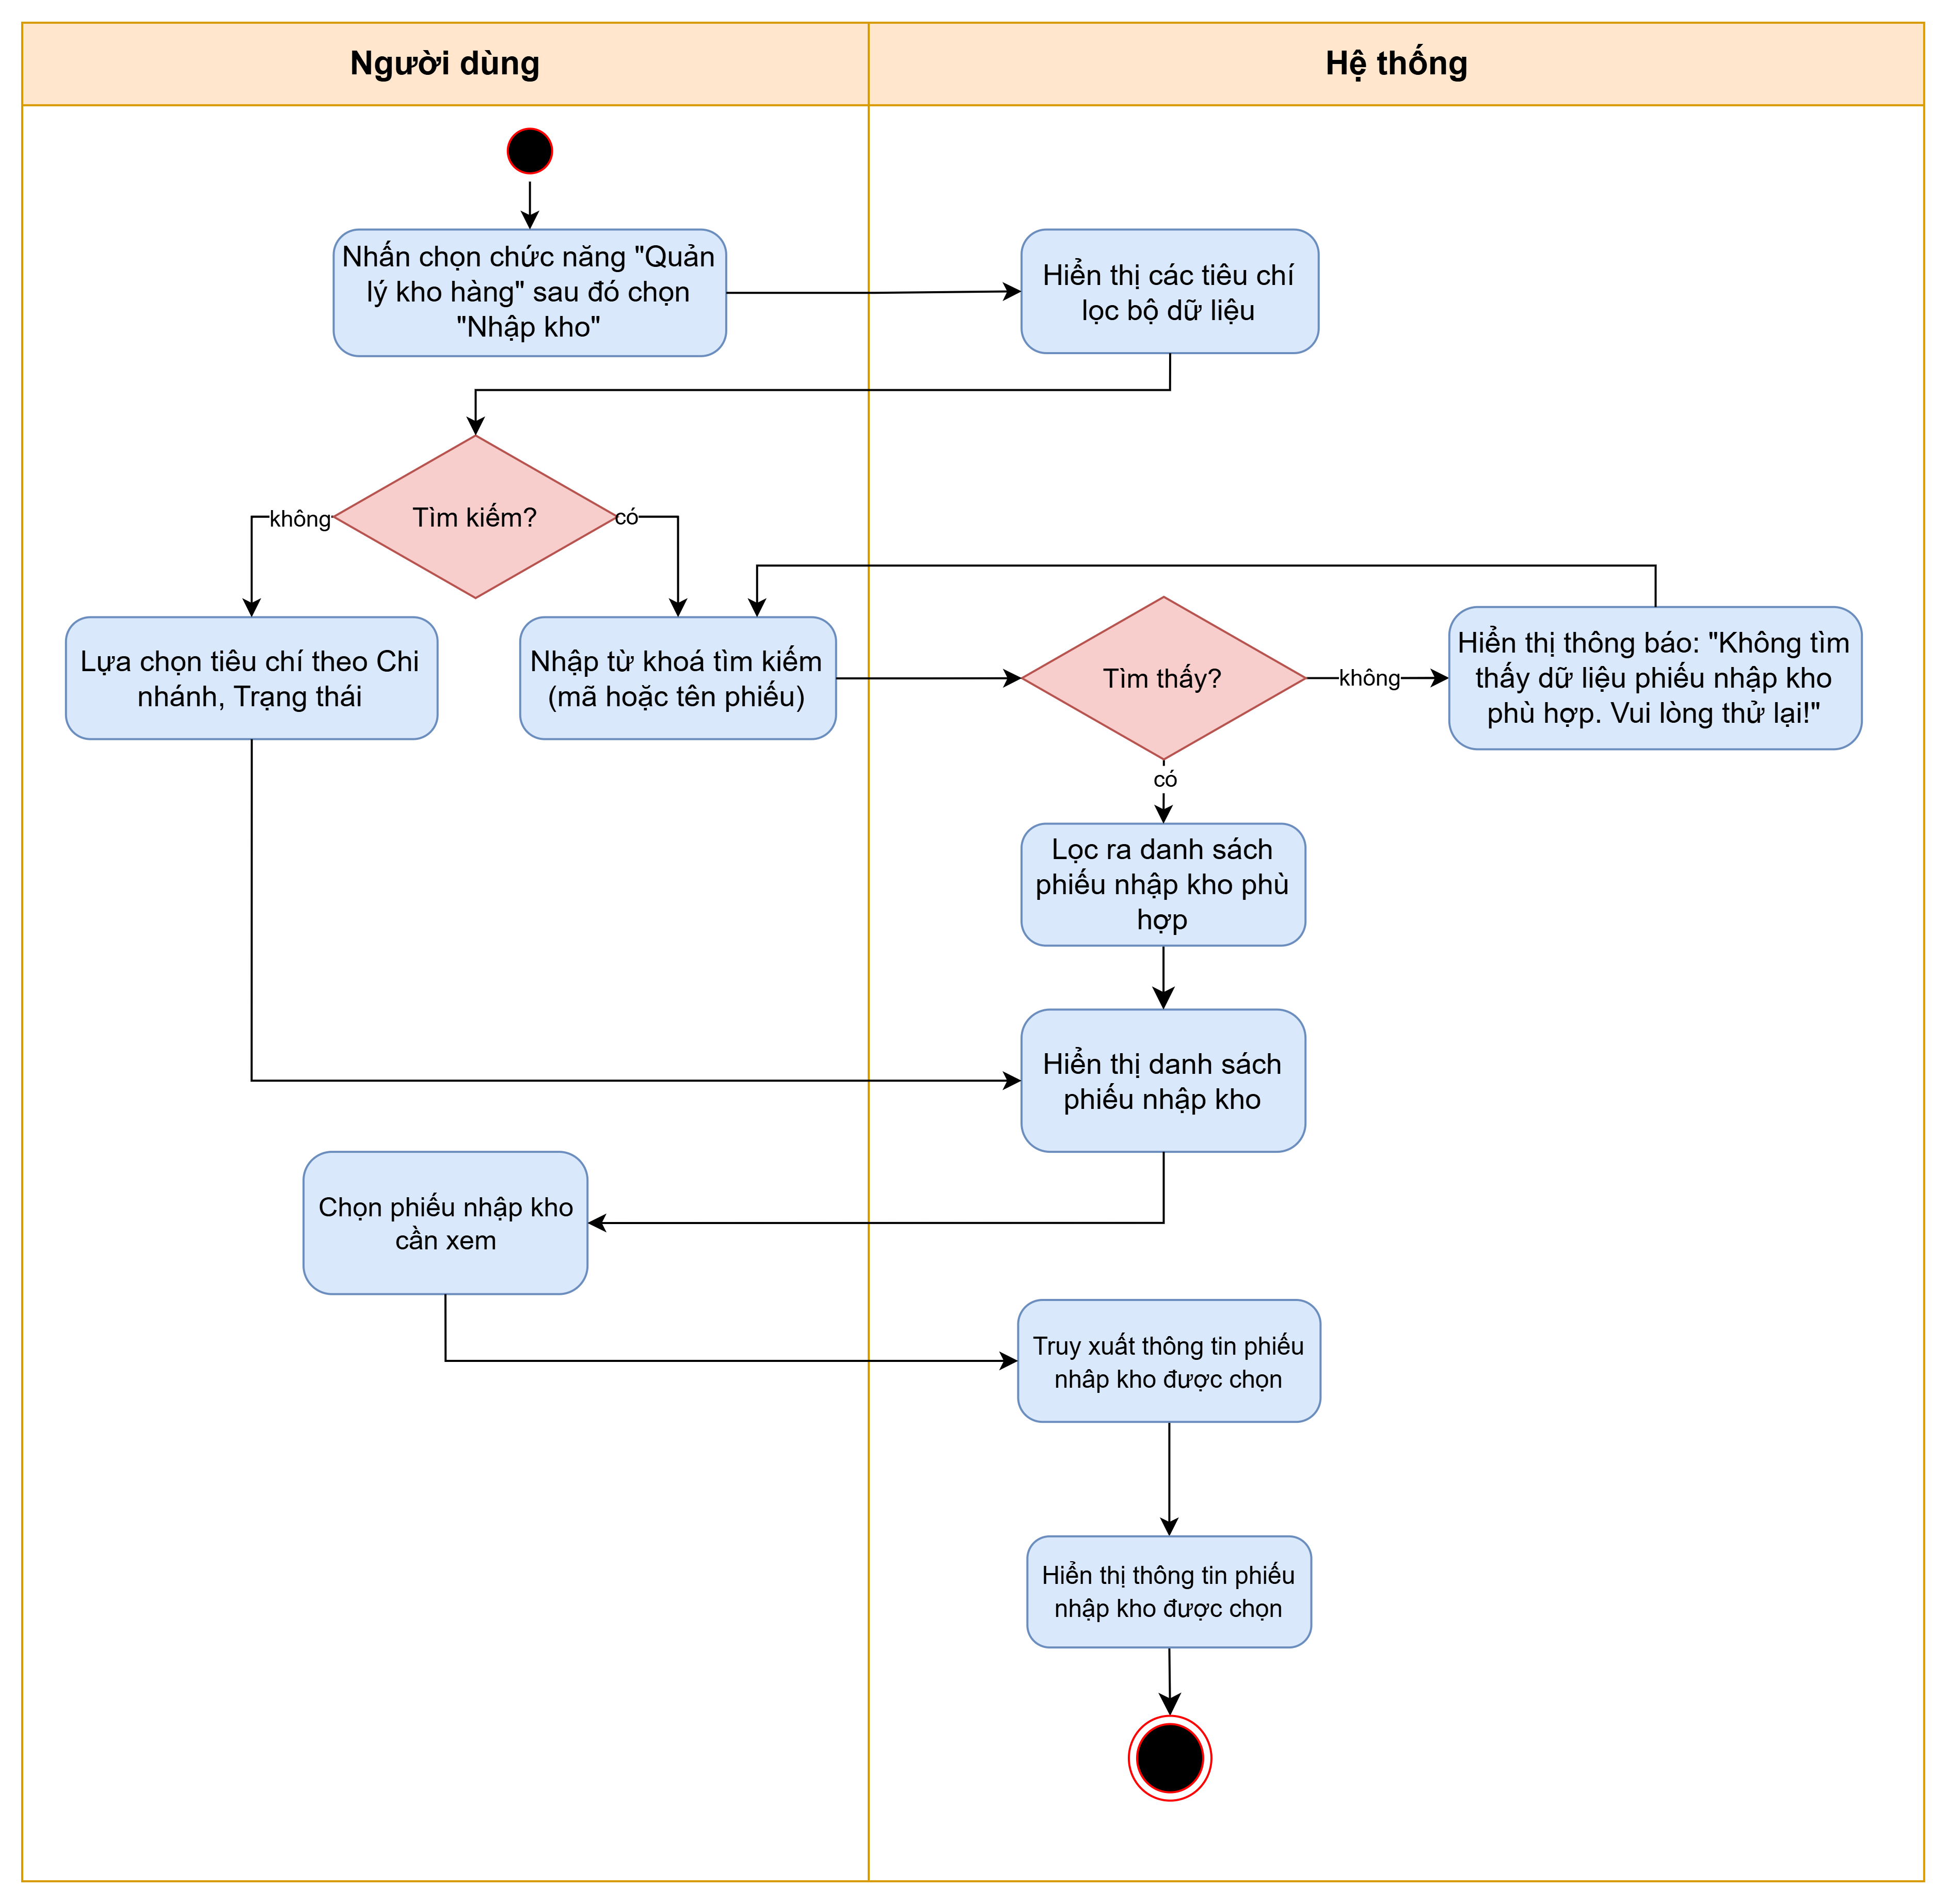 Người dùng
Hệ thống
Nhấn chọn chức năng "Quản
lý kho hàng" sau đó chọn
"Nhập kho"
Hiển thị các tiêu chí
lọc bộ dữ liệu
Tìm kiếm?
không
có
Lựa chọn tiêu chí theo Chi
nhánh, Trạng thái
Nhập từ khoá tìm kiếm
(mã hoặc tên phiếu)
Tìm thấy?
không
Hiển thị thông báo: "Không tìm
thấy dữ liệu phiếu nhập kho
phù hợp. Vui lòng thử lại!"
có
Lọc ra danh sách
phiếu nhập kho phù
hợp
Hiển thị danh sách
phiếu nhập kho
Chọn phiếu nhập kho
cần xem
Truy xuất thông tin phiếu
nhâp kho được chọn
Hiển thị thông tin phiếu
nhập kho được chọn